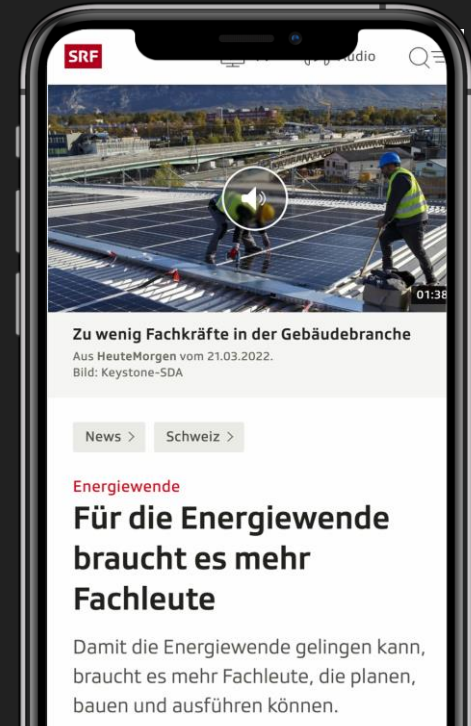 SRF
Audio
01:38
Zu wenig Fachkräfte in der Gebäudebranche
Aus HeuteMorgen vom 21.03.2022.
Bild: Keystone-SDA
News > Schweiz >
Energiewende
Für die Energiewende
braucht es mehr
Fachleute
Damit die Energiewende gelingen kann,
braucht es mehr Fachleute, die planen,
bauen und ausführen können.